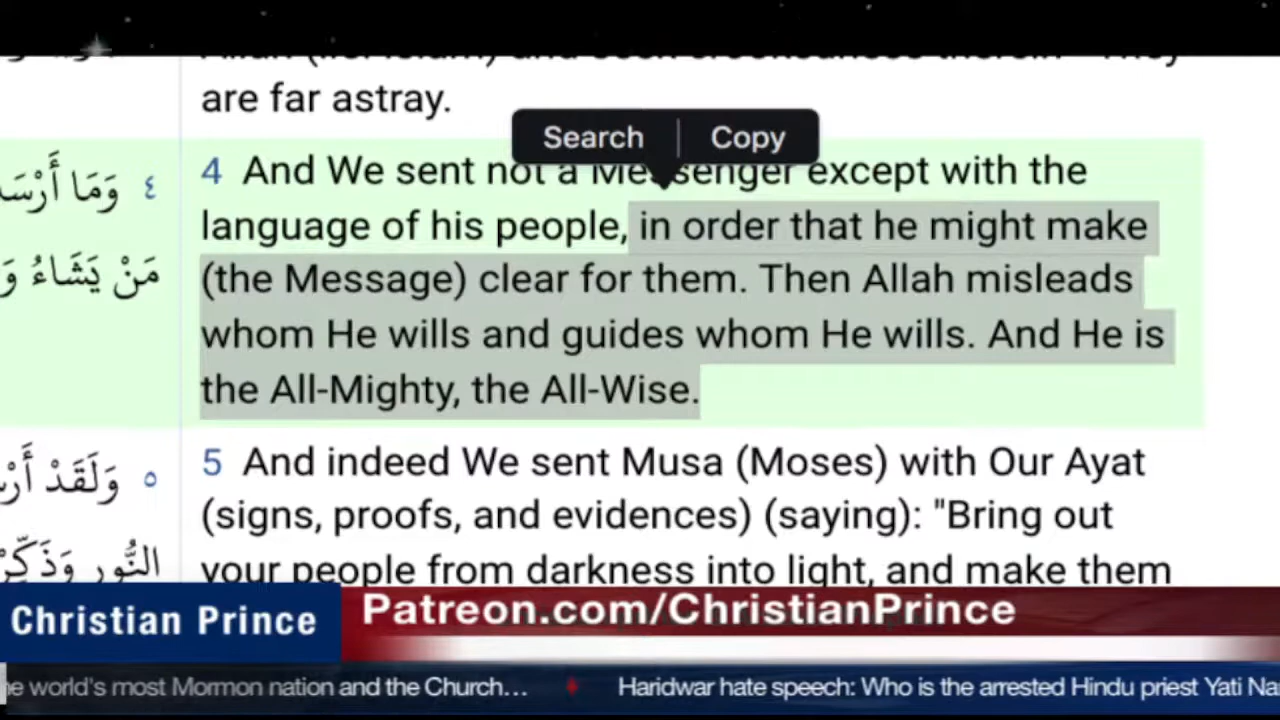 are far astray.
Search Copy
4 And We sent not a Messenger except with the
language of his people, in order that he might make
(the Message) clear for them. Then Allah misleads
whom He wills and guides whom He wills. And He is
the All-Mighty, the All-Wise.
٤ وَمَا
مَنْ يَشَاءُ
5 And indeed We sent Musa (Moses) with Our Ayat
(signs, proofs, and evidences) (saying): "Bring out
your people from darkness into light, and make them
٥ وَلَقَدْ
النُّورِ
Christian Prince
Patreon.com/ChristianPrince
world's most Mormon nation and the Church... Haridwar hate speech: Who is the arrested Hindu priest Yati